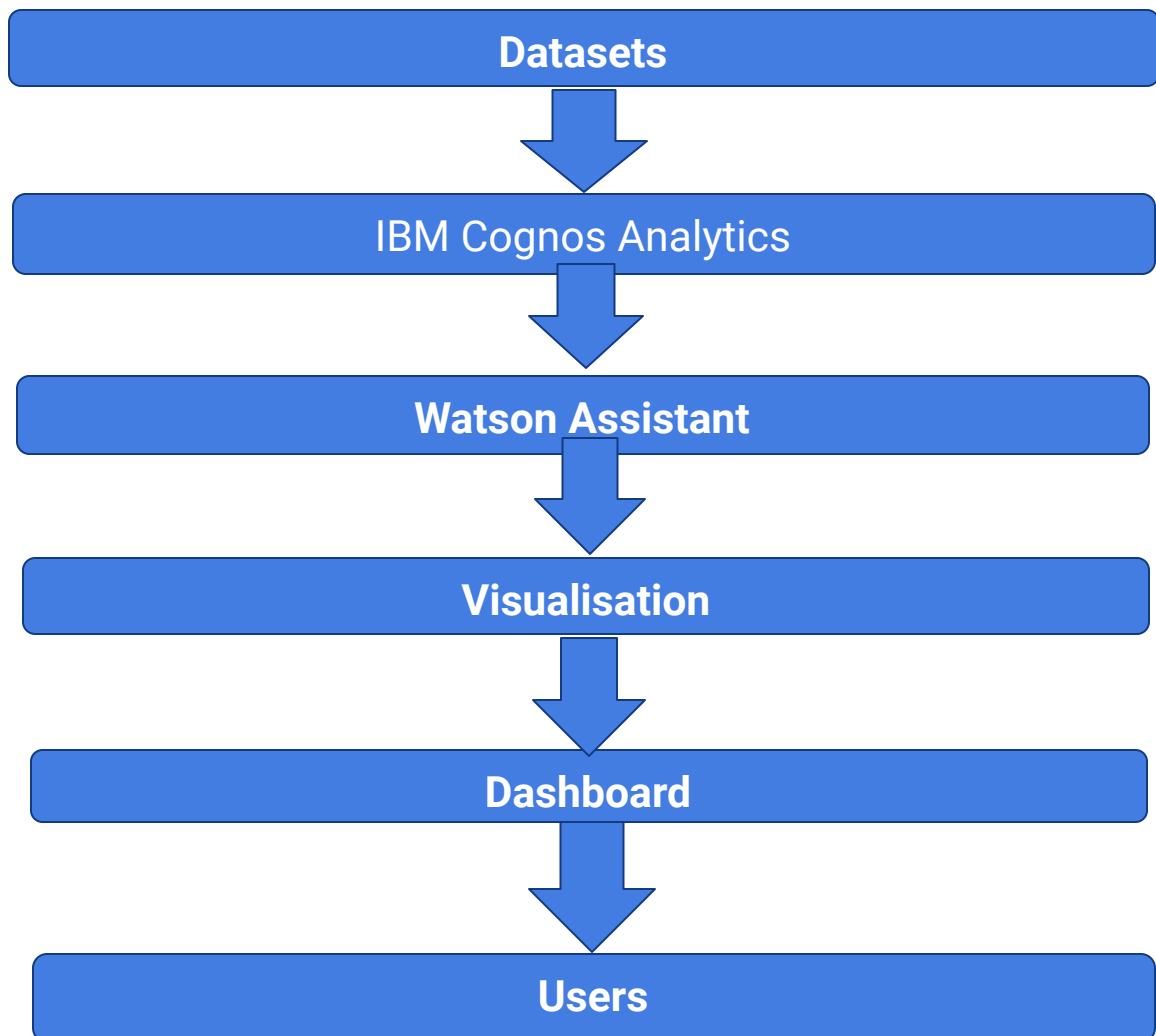 Datasets
IBM Cognos Analytics
Watson Assistant
Visualisation
Dashboard
Users